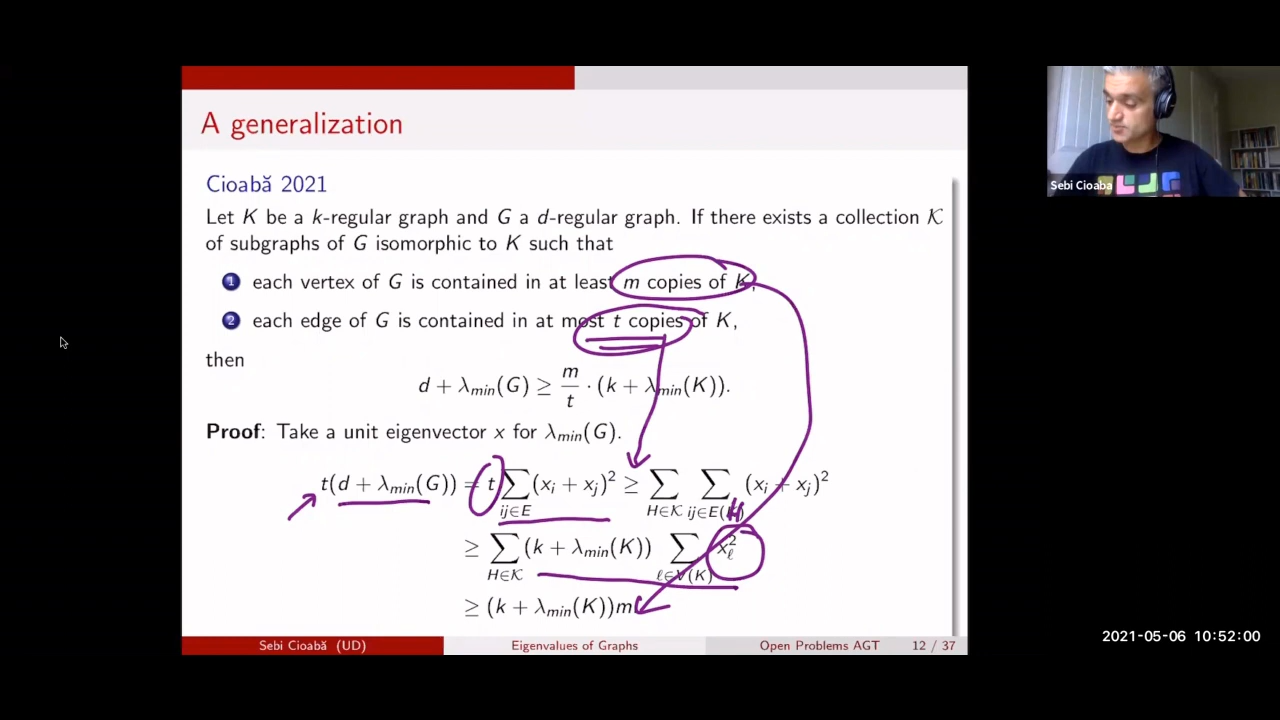 A generalization
Cioabă 2021
Let K be a k-regular graph and G a d-regular graph. If there exists a collection 𝒦
of subgraphs of G isomorphic to K such that
1 each vertex of G is contained in at least m copies of K,
2 each edge of G is contained in at most t copies of K,
then
d + λmin(G) ≥ m/t · (k + λmin(K)).
Proof: Take a unit eigenvector x for λmin(G).
t(d + λmin(G)) = t ∑ij∈E (xi + xj)² ≥ ∑H∈𝒦 ∑ij∈E(H) (xi + xj)²
≥ ∑H∈𝒦 (k + λmin(K)) ∑ℓ∈V(K) xℓ²
≥ (k + λmin(K))m
Sebi Cioabă (UD) Eigenvalues of Graphs Open Problems AGT 12 / 37
Sebi Cioaba
2021-05-06 10:52:00